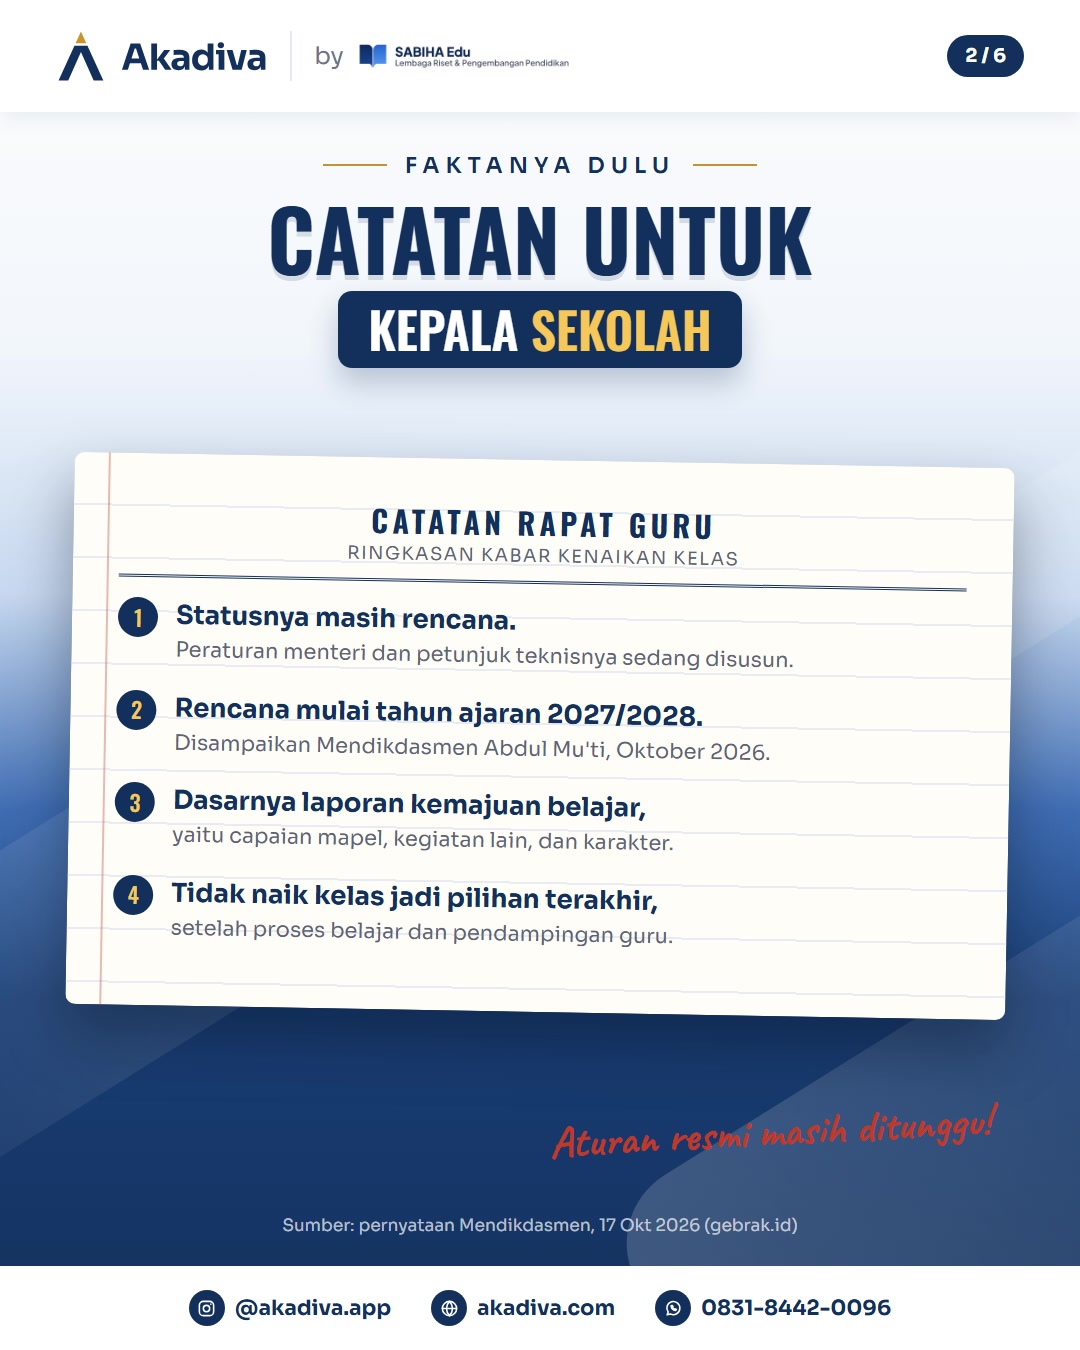 Akadiva
by
SABIHA Edu
Lembaga Riset & Pengembangan Pendidikan
2/6
FAKTANYA DULU
CATATAN UNTUK
KEPALA SEKOLAH
CATATAN RAPAT GURU
RINGKASAN KABAR KENAIKAN KELAS
1 Statusnya masih rencana.
Peraturan menteri dan petunjuk teknisnya sedang disusun.
2 Rencana mulai tahun ajaran 2027/2028.
Disampaikan Mendikdasmen Abdul Mu'ti, Oktober 2026.
3 Dasarnya laporan kemajuan belajar,
yaitu capaian mapel, kegiatan lain, dan karakter.
4 Tidak naik kelas jadi pilihan terakhir,
setelah proses belajar dan pendampingan guru.
Aturan resmi masih ditunggu!
Sumber: pernyataan Mendikdasmen, 17 Okt 2026 (gebrak.id)
@akadiva.app
akadiva.com
0831-8442-0096